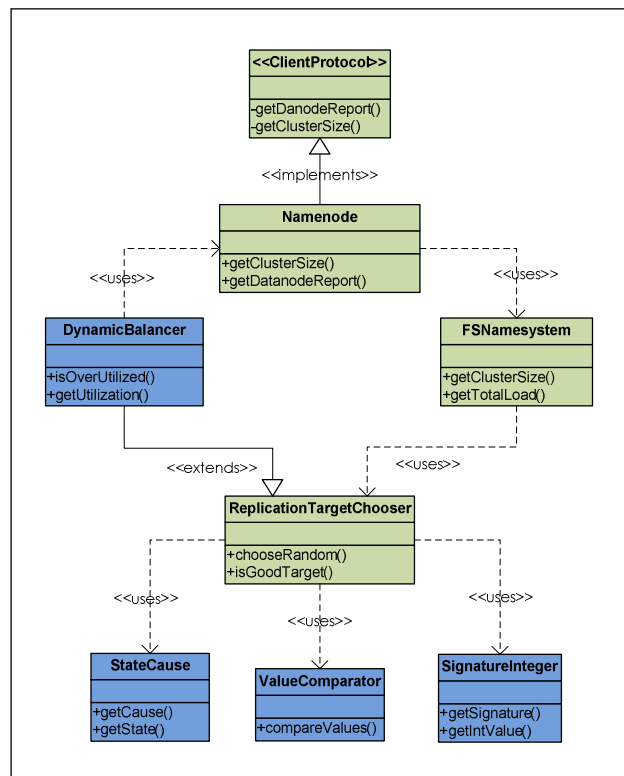 <<ClientProtocol>>
-getDanodeReport()
-getClusterSize()
<<implements>>
Namenode
+getClusterSize()
+getDatanodeReport()
<<uses>>
<<uses>>
DynamicBalancer
+isOverUtilized()
+getUtilization()
FSNamesystem
+getClusterSize()
+getTotalLoad()
<<extends>>
<<uses>>
ReplicationTargetChooser
+chooseRandom()
+isGoodTarget()
<<uses>>
<<uses>>
<<uses>>
StateCause
+getCause()
+getState()
ValueComparator
+compareValues()
SignatureInteger
+getSignature()
+getIntValue()